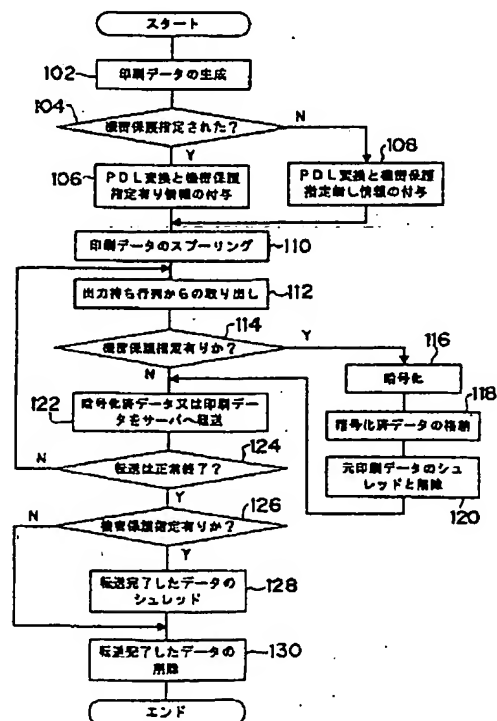 スタート
102
印刷データの生成
104
機密保護指定された?
N
Y
106
PDL変換と機密保護
指定有り情報の付与
108
PDL変換と機密保護
指定無し情報の付与
印刷データのスプーリング
110
出力待ち行列からの取り出し
112
114
機密保護指定有りか?
Y
N
116
暗号化
118
暗号化済データの格納
元印刷データのシュ
レッドと削除
120
122
暗号化済データ又は印刷デー
タをサーバへ転送
124
N
転送は正常終了?
Y
126
N
機密保護指定有りか?
Y
転送完了したデータの
シュレッド
128
転送完了したデータの
削除
130
エンド